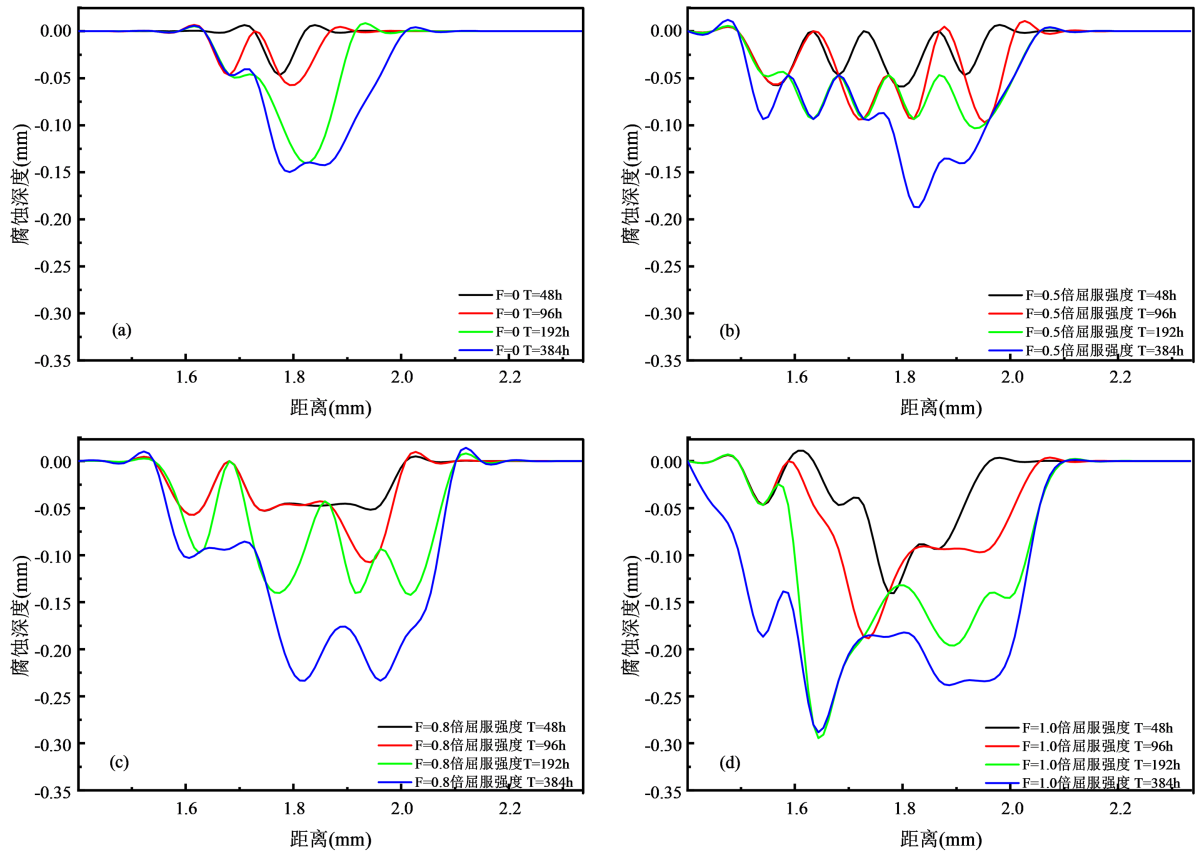 0.00
-0.05
-0.10
-0.15
-0.20
-0.25
-0.30
-0.35
腐蚀深度(mm)
F=0 T=48h
F=0 T=96h
F=0 T=192h
F=0 T=384h
(a)
1.6 1.8 2.0 2.2
距离(mm)
0.00
-0.05
-0.10
-0.15
-0.20
-0.25
-0.30
-0.35
腐蚀深度(mm)
F=0.5倍屈服强度 T=48h
F=0.5倍屈服强度 T=96h
F=0.5倍屈服强度 T=192h
F=0.5倍屈服强度 T=384h
(b)
1.6 1.8 2.0 2.2
距离(mm)
0.00
-0.05
-0.10
-0.15
-0.20
-0.25
-0.30
-0.35
腐蚀深度(mm)
F=0.8倍屈服强度 T=48h
F=0.8倍屈服强度 T=96h
F=0.8倍屈服强度 T=192h
F=0.8倍屈服强度 T=384h
(c)
1.6 1.8 2.0 2.2
距离(mm)
0.00
-0.05
-0.10
-0.15
-0.20
-0.25
-0.30
-0.35
腐蚀深度(mm)
F=1.0倍屈服强度 T=48h
F=1.0倍屈服强度 T=96h
F=1.0倍屈服强度 T=192h
F=1.0倍屈服强度 T=384h
(d)
1.6 1.8 2.0 2.2
距离(mm)